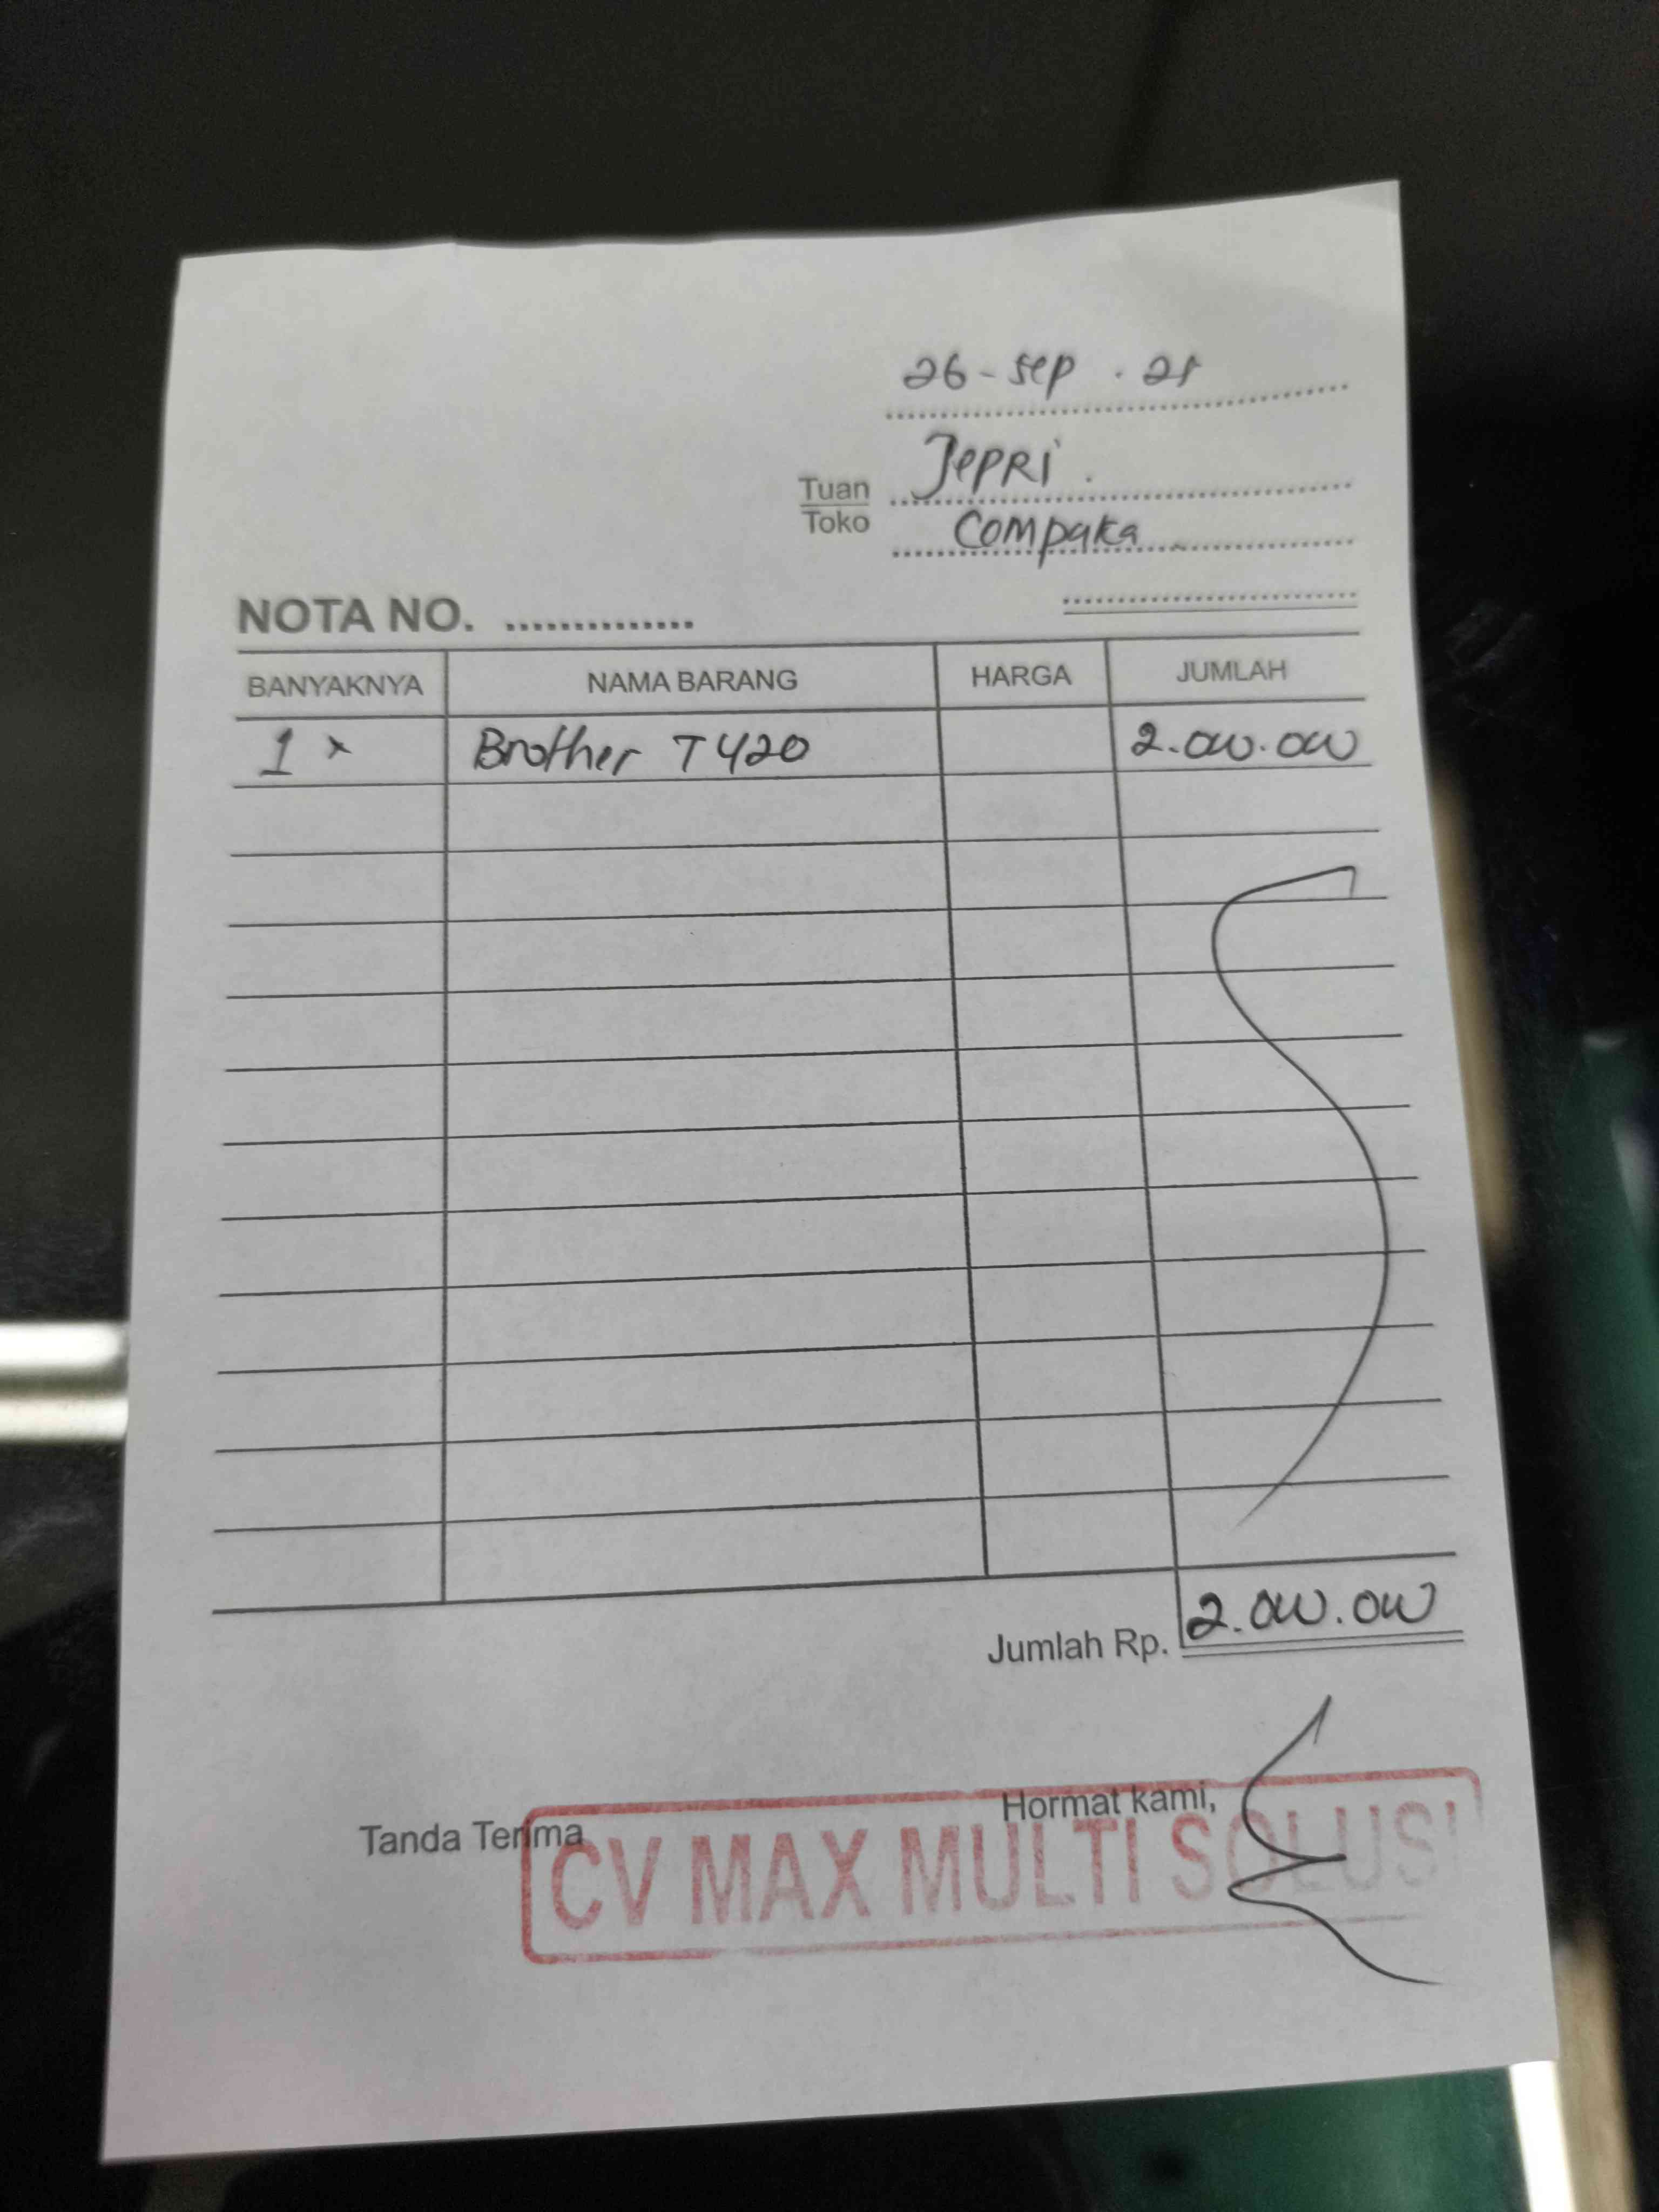 26-Sep . 25
Tuan Jepri
Toko Compaka
NOTA NO. ..............
BANYAKNYA NAMA BARANG HARGA JUMLAH
1 x Brother T420 2.000.000
Jumlah Rp. 2.000.000
Tanda Terima Hormat kami,
CV MAX MULTI SOLUSI